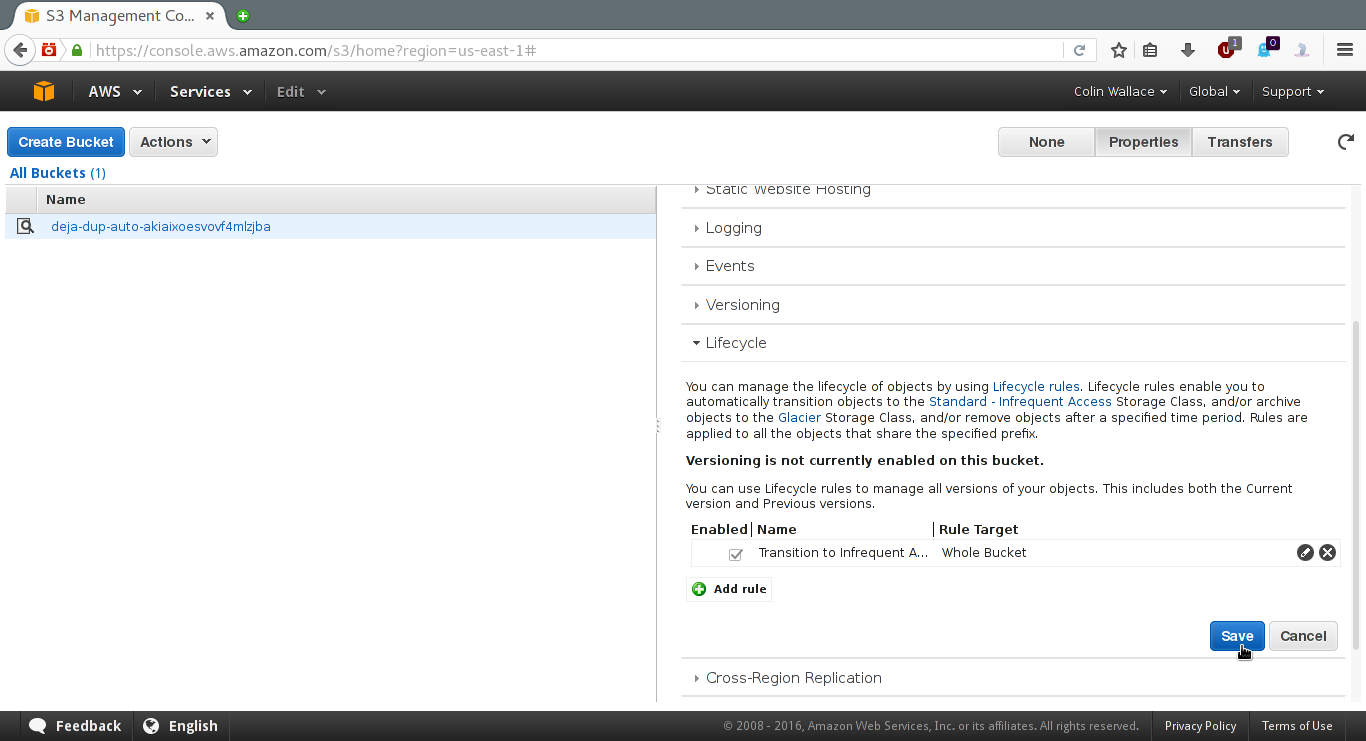 S3 Management Co...
https://console.aws.amazon.com/s3/home?region=us-east-1#
1
0
AWS Services Edit Colin Wallace Global Support
Create Bucket Actions None Properties Transfers
All Buckets (1)
Name
deja-dup-auto-akiaixoesvovf4mlzjba
Static Website Hosting
Logging
Events
Versioning
Lifecycle
You can manage the lifecycle of objects by using Lifecycle rules. Lifecycle rules enable you to
automatically transition objects to the Standard - Infrequent Access Storage Class, and/or archive
objects to the Glacier Storage Class, and/or remove objects after a specified time period. Rules are
applied to all the objects that share the specified prefix.
Versioning is not currently enabled on this bucket.
You can use Lifecycle rules to manage all versions of your objects. This includes both the Current
version and Previous versions.
Enabled Name Rule Target
Transition to Infrequent A... Whole Bucket
Add rule
Save Cancel
Cross-Region Replication
Feedback English © 2008 - 2016, Amazon Web Services, Inc. or its affiliates. All rights reserved. Privacy Policy Terms of Use